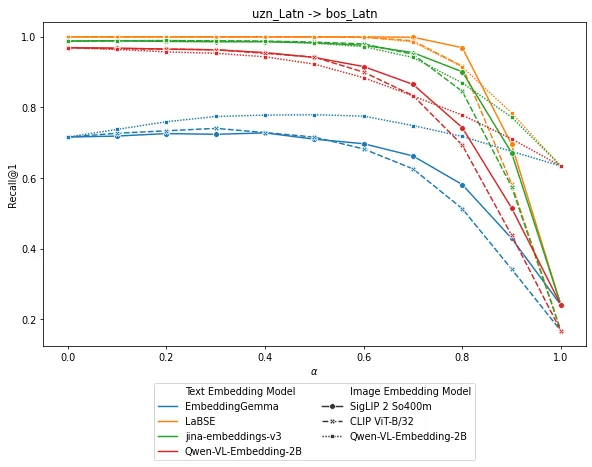 uzn_Latn -> bos_Latn
1.0
0.8
0.6
0.4
0.2
Recall@1
0.0 0.2 0.4 0.6 0.8 1.0
α
Text Embedding Model Image Embedding Model
EmbeddingGemma SigLIP 2 So400m
LaBSE CLIP ViT-B/32
jina-embeddings-v3 Qwen-VL-Embedding-2B
Qwen-VL-Embedding-2B